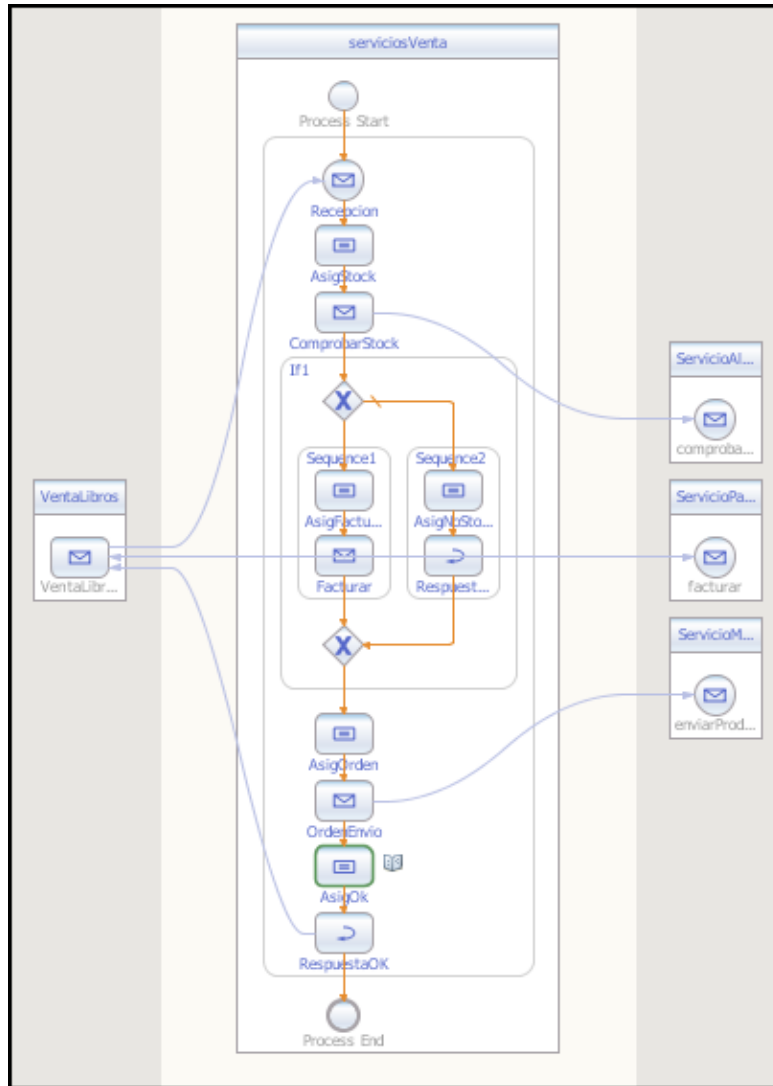 serviciosVenta
Process Start
Recepcion
AsigStock
ComprobarStock
If1
Sequence1
Sequence2
AsigFactu...
AsigNoSto...
Facturar
Respuest...
AsigOrden
OrdenEnvio
AsigOk
RespuestaOK
Process End
VentaLibros
VentaLibr...
ServicioAl...
comproba...
ServicioPa...
facturar
ServicioM...
enviarProd...